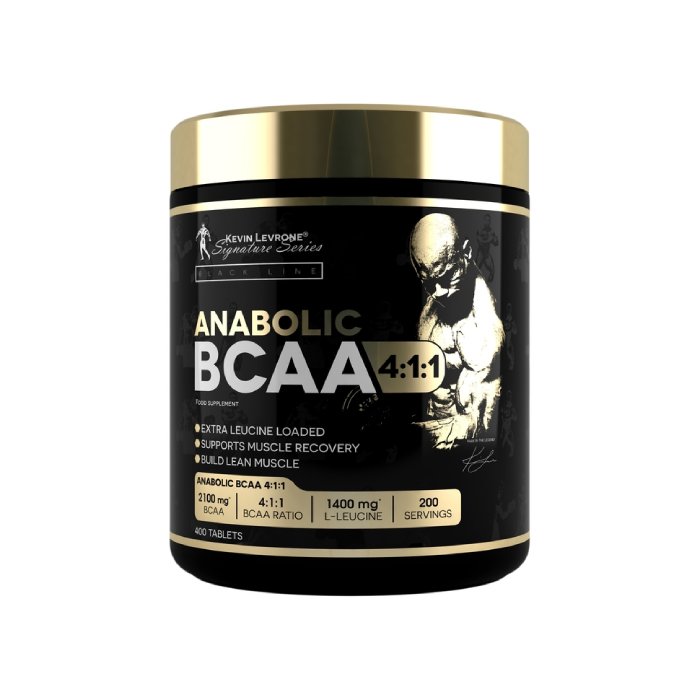 KEVIN LEVRONE®
Signature Series
BLACK LINE
ANABOLIC
BCAA 4:1:1
FOOD SUPPLEMENT
EXTRA LEUCINE LOADED
SUPPORTS MUSCLE RECOVERY
BUILD LEAN MUSCLE
ANABOLIC BCAA 4:1:1
2100 mg* BCAA
4:1:1 BCAA RATIO
1400 mg* L-LEUCINE
200 SERVINGS
400 TABLETS